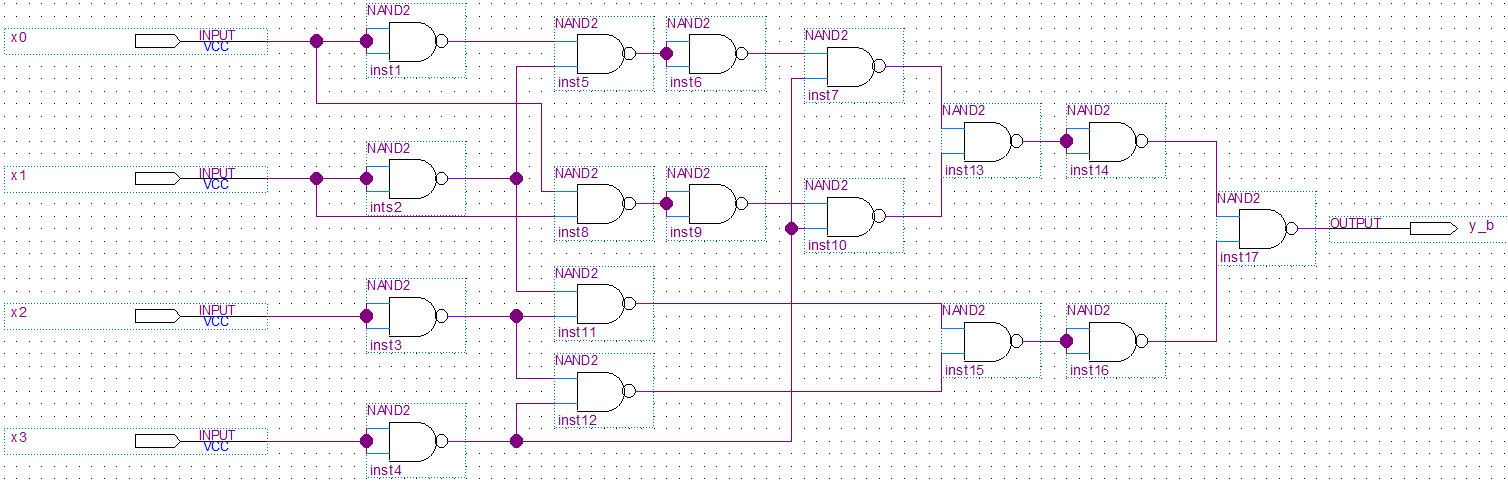 NAND2
NAND2
NAND2
NAND2
x0
INPUT
VCC
inst1
inst5
inst6
inst7
NAND2
NAND2
NAND2
NAND2
NAND2
NAND2
x1
INPUT
VCC
inst13
inst14
ints2
NAND2
inst8
inst9
inst10
OUTPUT
y_b
inst17
NAND2
NAND2
x2
INPUT
VCC
NAND2
NAND2
inst3
inst11
NAND2
inst15
inst16
NAND2
inst12
x3
INPUT
VCC
inst4